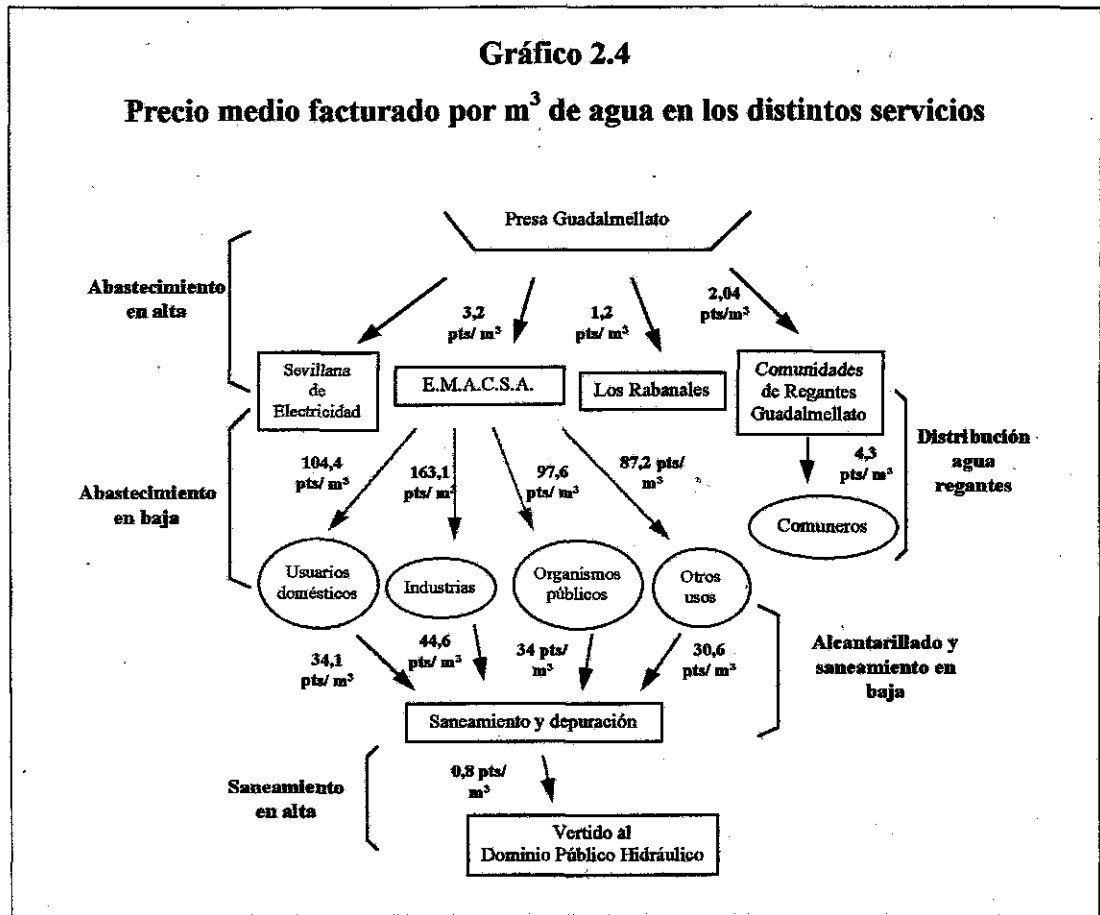 Gráfico 2.4
Precio medio facturado por m³ de agua en los distintos servicios
Presa Guadalmellato
Abastecimiento
en alta
3,2
pts/ m³
1,2
pts/ m³
2,04
pts/m³
Sevillana
de
Electricidad
E.M.A.C.S.A.
Los Rabanales
Comunidades
de Regantes
Guadalmellato
Abastecimiento
en baja
104,4
pts/ m³
163,1
pts/ m³
97,6
pts/ m³
87,2 pts/
m³
4,3
pts/ m³
Distribución
agua
regantes
Comuneros
Usuarios
domésticos
Industrias
Organísmos
públicos
Otros
usos
34,1
pts/ m³
44,6
pts/ m³
34 pts/
m³
30,6
pts/ m³
Alcantarillado y
saneamiento en
baja
Saneamiento y depuración
Saneamiento
en alta
0,8 pts/
m³
Vertido al
Dominio Público Hidráulico